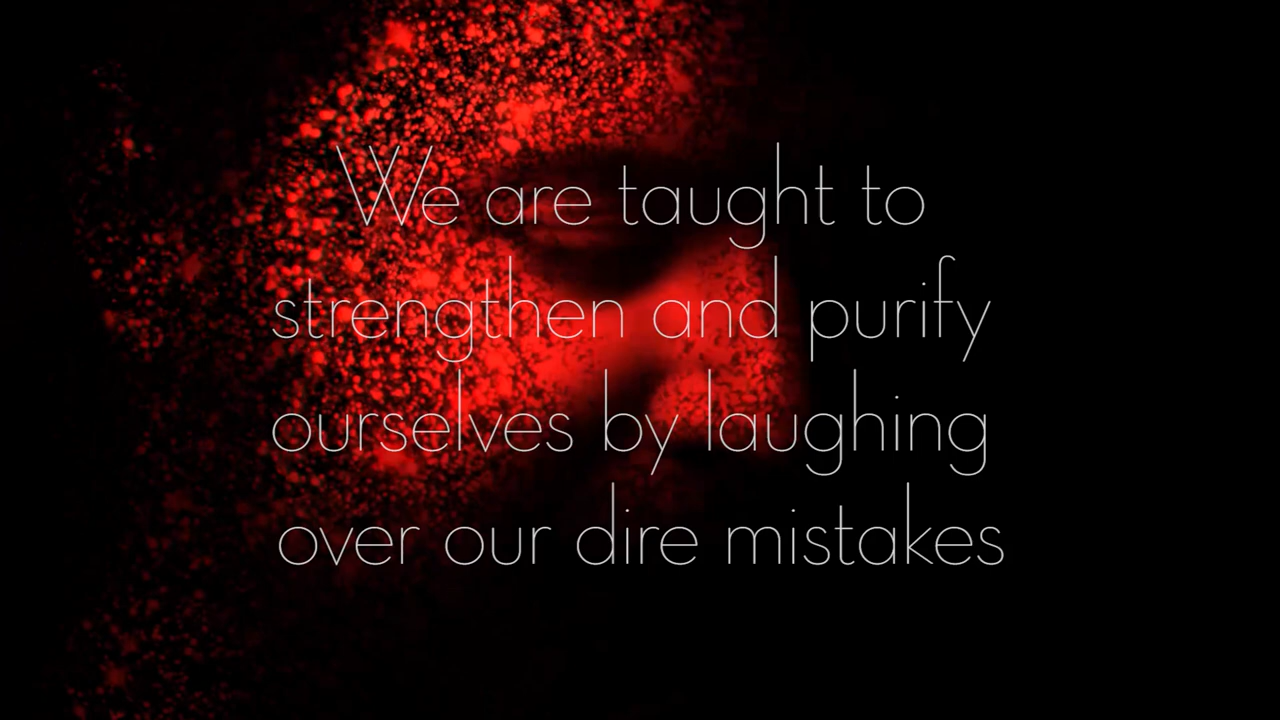 We are taught to
strengthen and purify
ourselves by laughing
over our dire mistakes